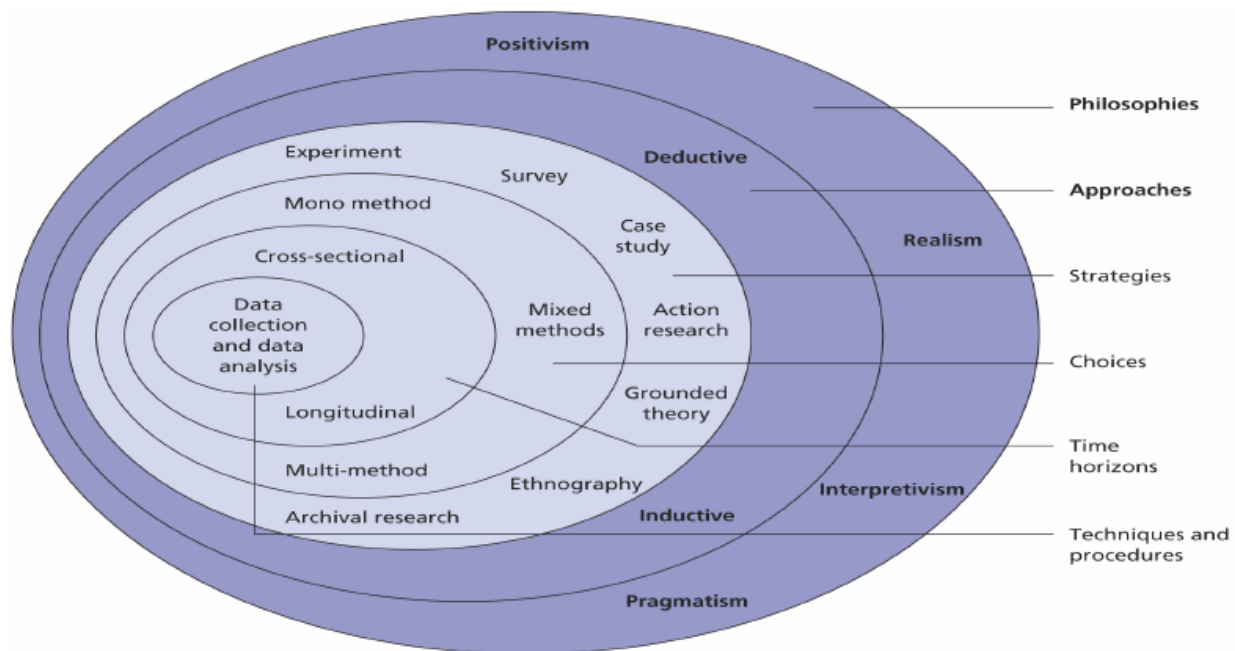 Positivism
Philosophies
Experiment
Deductive
Survey
Approaches
Mono method
Case
study
Realism
Cross-sectional
Strategies
Data
collection
and data
analysis
Mixed
methods
Action
research
Choices
Grounded
theory
Longitudinal
Time
horizons
Multi-method
Ethnography
Interpretivism
Archival research
Inductive
Techniques and
procedures
Pragmatism